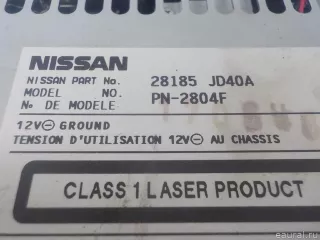 NISSAN
NISSAN PART No. 28185 JD40A
MODEL NO. PN-2804F
No DE MODELE
12V⊖ GROUND
TENSION D'UTILISATION 12V⊖ AU CHASSIS
CLASS 1 LASER PRODUCT
eaural.ru